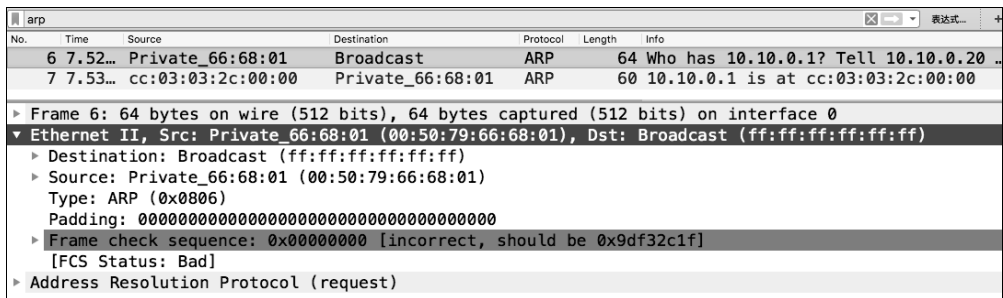 arp 表达式... +
No. Time Source Destination Protocol Length Info
6 7.52... Private_66:68:01 Broadcast ARP 64 Who has 10.10.0.1? Tell 10.10.0.20 ..
7 7.53... cc:03:03:2c:00:00 Private_66:68:01 ARP 60 10.10.0.1 is at cc:03:03:2c:00:00
Frame 6: 64 bytes on wire (512 bits), 64 bytes captured (512 bits) on interface 0
Ethernet II, Src: Private_66:68:01 (00:50:79:66:68:01), Dst: Broadcast (ff:ff:ff:ff:ff:ff)
Destination: Broadcast (ff:ff:ff:ff:ff:ff)
Source: Private_66:68:01 (00:50:79:66:68:01)
Type: ARP (0x0806)
Padding: 000000000000000000000000000000000000
Frame check sequence: 0x00000000 [incorrect, should be 0x9df32c1f]
[FCS Status: Bad]
Address Resolution Protocol (request)